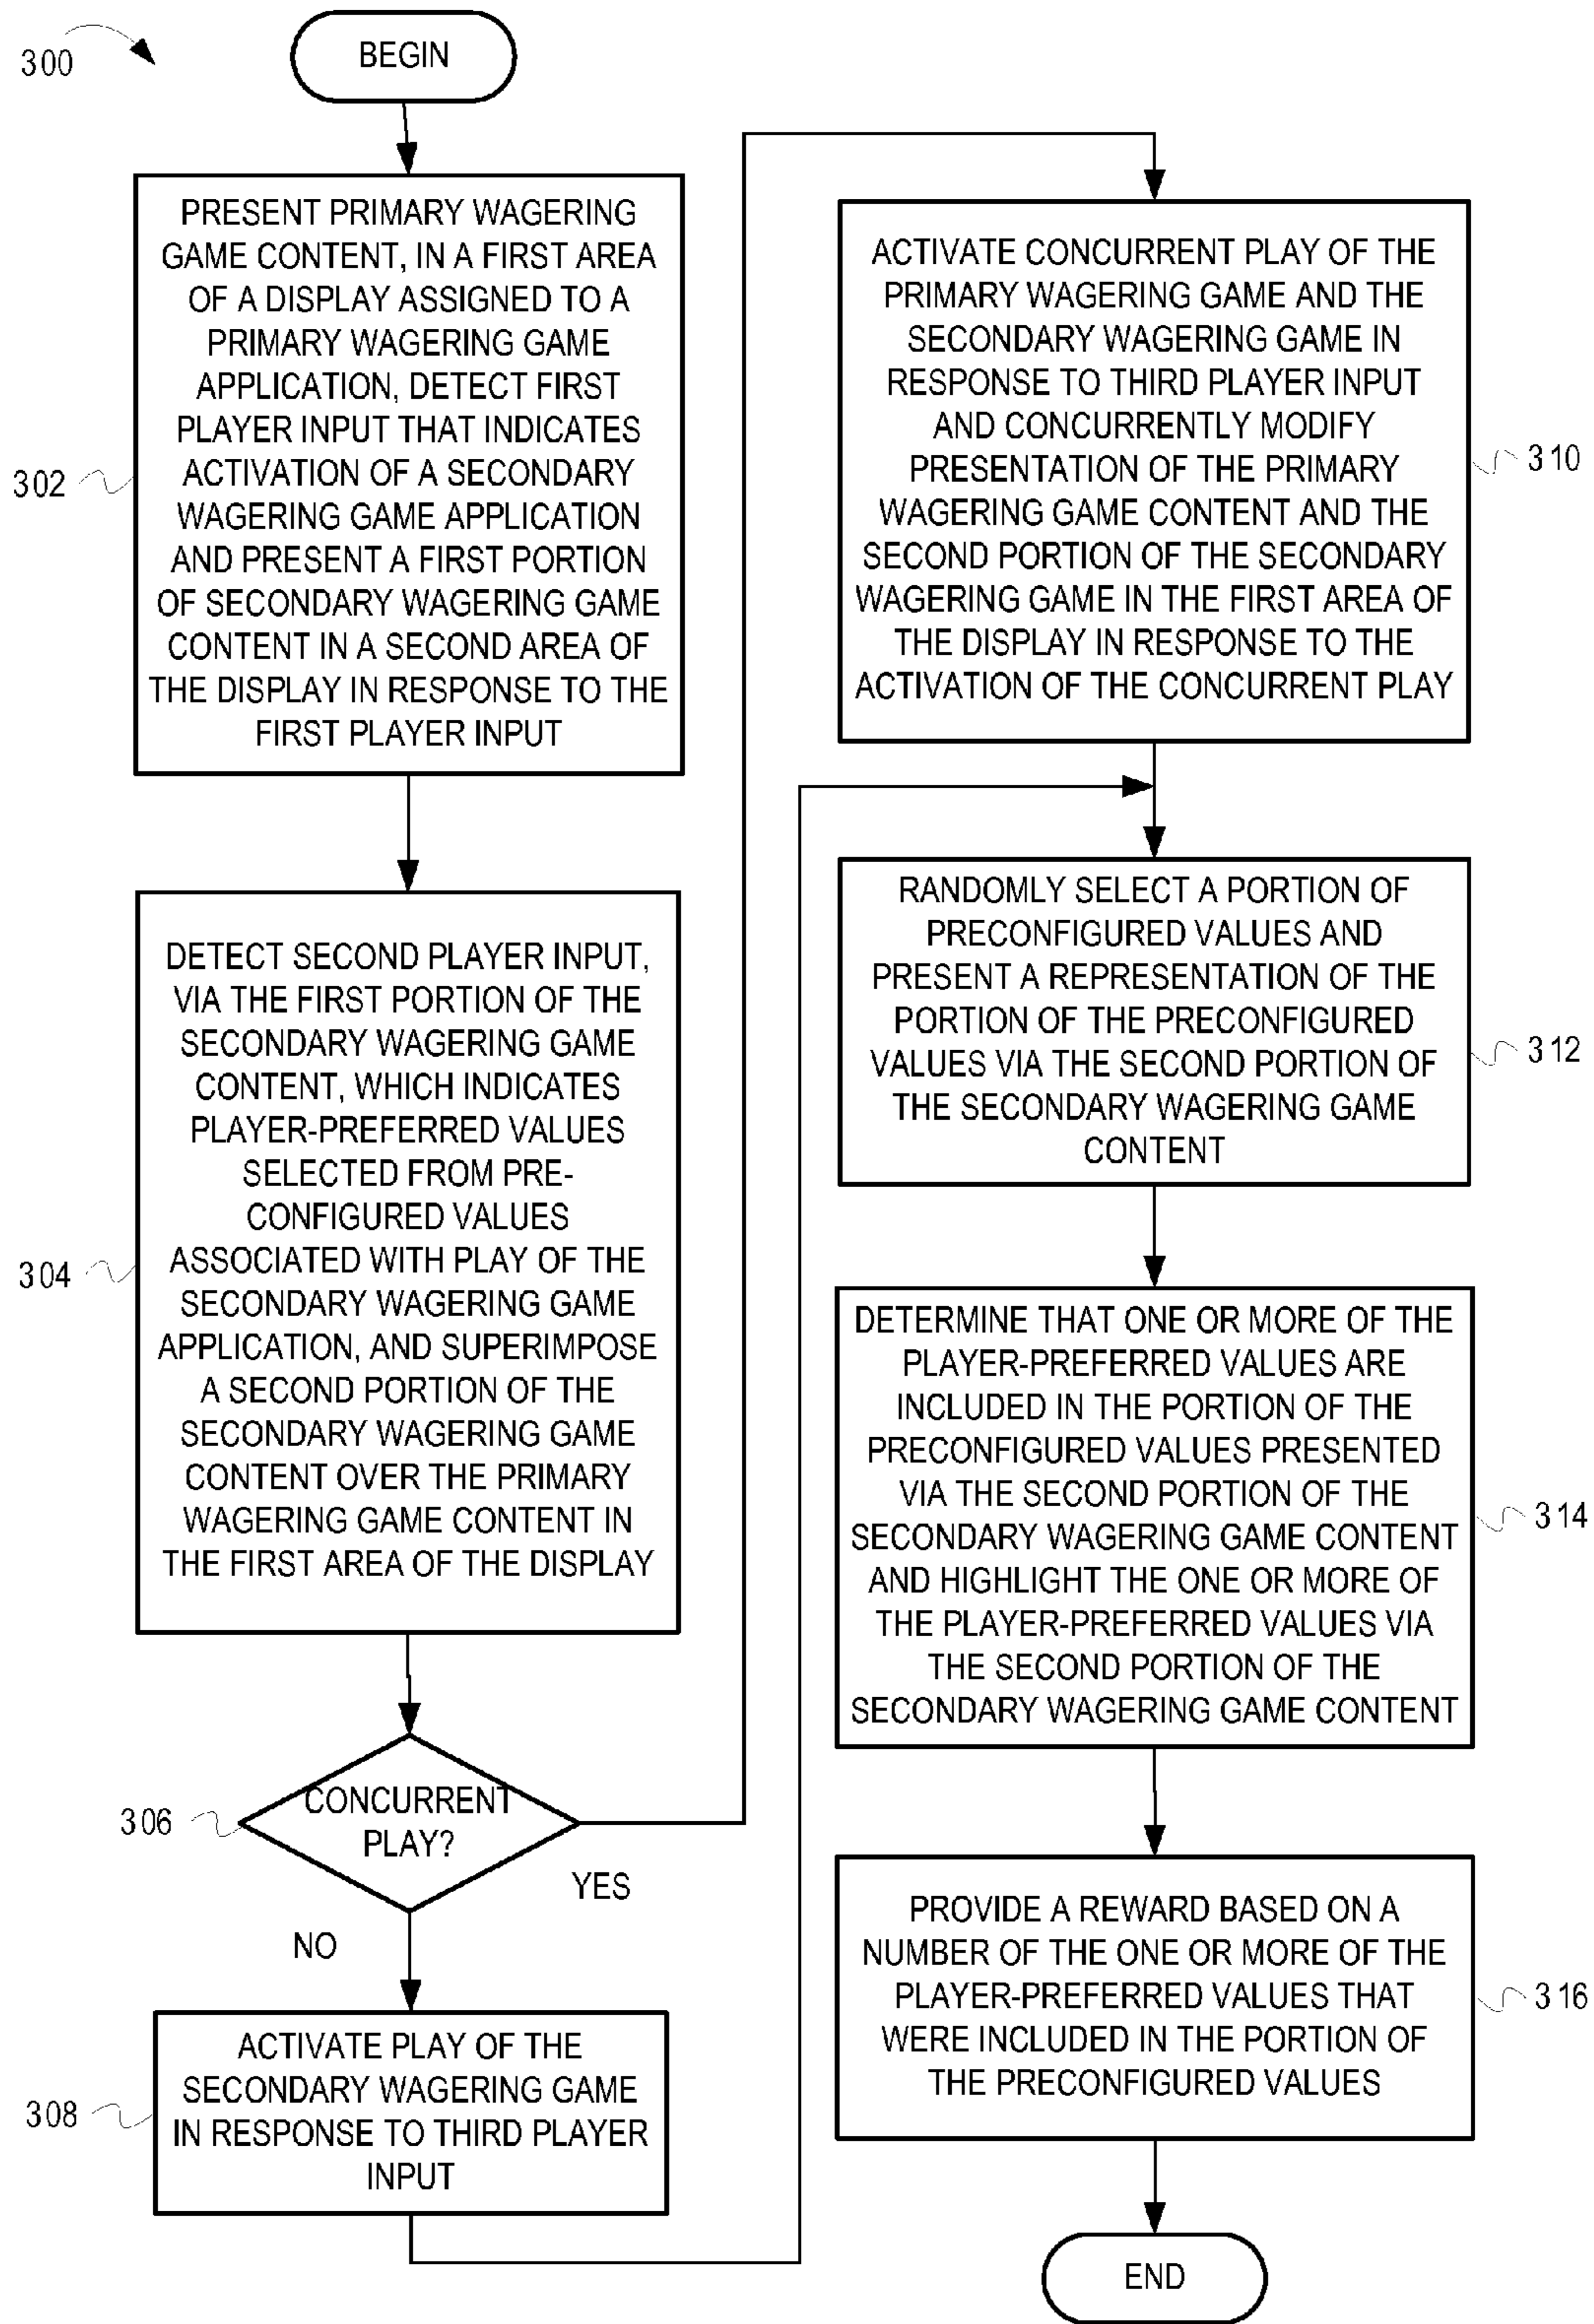 300
BEGIN
PRESENT PRIMARY WAGERING
GAME CONTENT, IN A FIRST AREA
OF A DISPLAY ASSIGNED TO A
PRIMARY WAGERING GAME
APPLICATION, DETECT FIRST
PLAYER INPUT THAT INDICATES
ACTIVATION OF A SECONDARY
WAGERING GAME APPLICATION
AND PRESENT A FIRST PORTION
OF SECONDARY WAGERING GAME
CONTENT IN A SECOND AREA OF
THE DISPLAY IN RESPONSE TO THE
FIRST PLAYER INPUT
302
DETECT SECOND PLAYER INPUT,
VIA THE FIRST PORTION OF THE
SECONDARY WAGERING GAME
CONTENT, WHICH INDICATES
PLAYER-PREFERRED VALUES
SELECTED FROM PRE-
CONFIGURED VALUES
ASSOCIATED WITH PLAY OF THE
SECONDARY WAGERING GAME
APPLICATION, AND SUPERIMPOSE
A SECOND PORTION OF THE
SECONDARY WAGERING GAME
CONTENT OVER THE PRIMARY
WAGERING GAME CONTENT IN
THE FIRST AREA OF THE DISPLAY
304
CONCURRENT
PLAY?
306
YES
NO
ACTIVATE PLAY OF THE
SECONDARY WAGERING GAME
IN RESPONSE TO THIRD PLAYER
INPUT
308
ACTIVATE CONCURRENT PLAY OF THE
PRIMARY WAGERING GAME AND THE
SECONDARY WAGERING GAME IN
RESPONSE TO THIRD PLAYER INPUT
AND CONCURRENTLY MODIFY
PRESENTATION OF THE PRIMARY
WAGERING GAME CONTENT AND THE
SECOND PORTION OF THE SECONDARY
WAGERING GAME IN THE FIRST AREA OF
THE DISPLAY IN RESPONSE TO THE
ACTIVATION OF THE CONCURRENT PLAY
310
RANDOMLY SELECT A PORTION OF
PRECONFIGURED VALUES AND
PRESENT A REPRESENTATION OF THE
PORTION OF THE PRECONFIGURED
VALUES VIA THE SECOND PORTION OF
THE SECONDARY WAGERING GAME
CONTENT
312
DETERMINE THAT ONE OR MORE OF THE
PLAYER-PREFERRED VALUES ARE
INCLUDED IN THE PORTION OF THE
PRECONFIGURED VALUES PRESENTED
VIA THE SECOND PORTION OF THE
SECONDARY WAGERING GAME CONTENT
AND HIGHLIGHT THE ONE OR MORE OF
THE PLAYER-PREFERRED VALUES VIA
THE SECOND PORTION OF THE
SECONDARY WAGERING GAME CONTENT
314
PROVIDE A REWARD BASED ON A
NUMBER OF THE ONE OR MORE OF THE
PLAYER-PREFERRED VALUES THAT
WERE INCLUDED IN THE PORTION OF
THE PRECONFIGURED VALUES
316
END